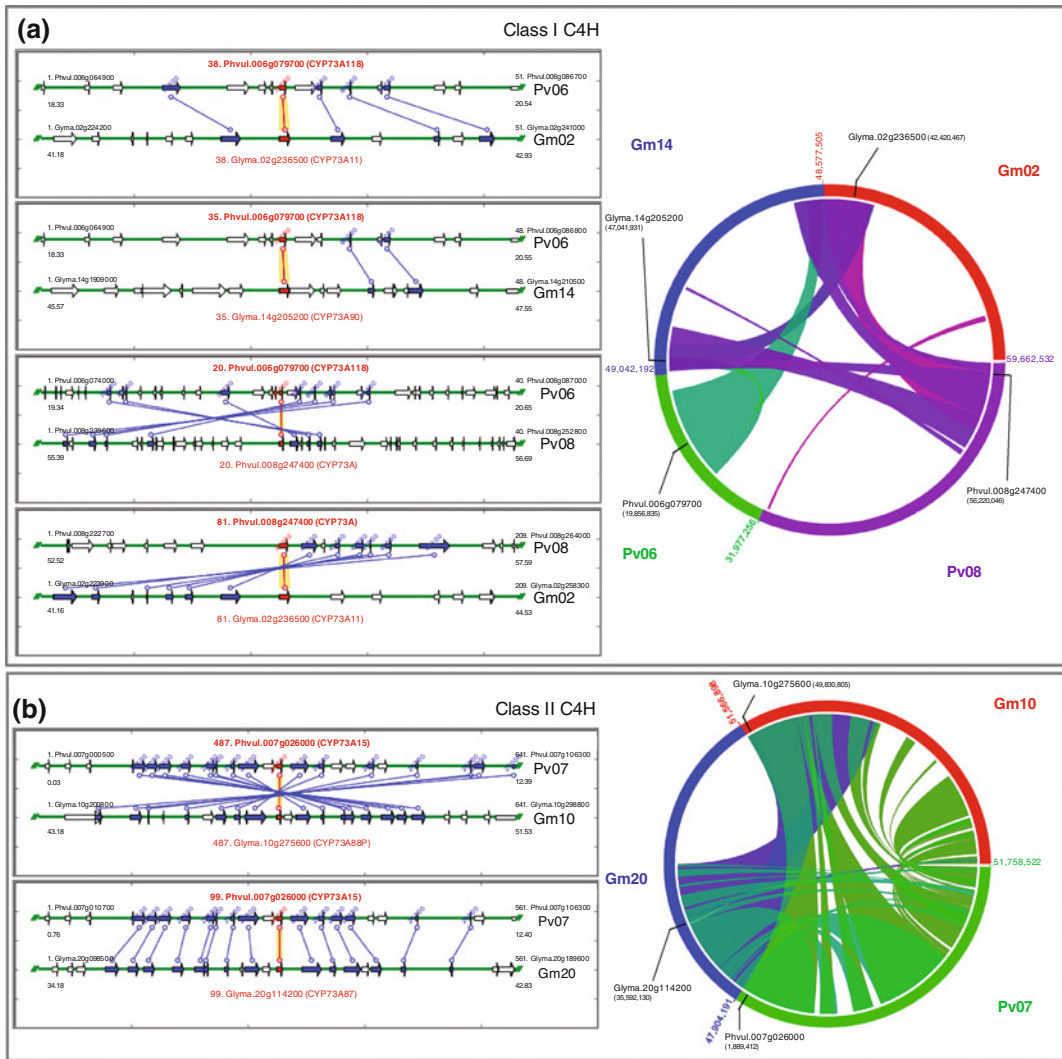 (a)
Class I C4H
38. Phvul.006g079700 (CYP73A118)
1. Phvul.006g064900
51. Phvul.006g086700
Pv06
18.33
20.54
1. Glyma.02g224200
51. Glyma.02g241000
Gm02
41.18
42.93
38. Glyma.02g236500 (CYP73A11)
35. Phvul.006g079700 (CYP73A118)
1. Phvul.006g064900
48. Phvul.006g086800
Pv06
18.33
20.55
1. Glyma.14g1909000
48. Glyma.14g210500
Gm14
45.57
47.55
35. Glyma.14g205200 (CYP73A90)
20. Phvul.006g079700 (CYP73A118)
1. Phvul.006g074000
40. Phvul.006g087000
Pv06
19.34
20.65
1. Phvul.008g239600
40. Phvul.008g252800
Pv08
55.39
56.69
20. Phvul.008g247400 (CYP73A)
81. Phvul.008g247400 (CYP73A)
1. Phvul.008g222700
209. Phvul.008g264000
Pv08
52.52
57.59
1. Glyma.02g223900
209. Glyma.02g258300
Gm02
41.16
44.53
81. Glyma.02g236500 (CYP73A11)
Gm14
48,577,505
Glyma.02g236500 (42,420,467)
Gm02
Glyma.14g205200
(47,041,931)
49,042,192
59,662,532
Phvul.006g079700
(19,856,835)
Phvul.008g247400
(56,220,046)
31,977,256
Pv06
Pv08
(b)
Class II C4H
487. Phvul.007g026000 (CYP73A15)
1. Phvul.007g000500
641. Phvul.007g106300
Pv07
0.03
12.39
1. Glyma.10g200800
641. Glyma.10g298800
Gm10
43.18
51.53
487. Glyma.10g275600 (CYP73A88P)
99. Phvul.007g026000 (CYP73A15)
1. Phvul.007g010700
561. Phvul.007g106300
Pv07
0.76
12.40
1. Glyma.20g098500
561. Glyma.20g189600
Gm20
34.18
42.83
99. Glyma.20g114200 (CYP73A87)
51,566,898
Glyma.10g275600 (49,830,805)
Gm10
51,758,522
Gm20
Glyma.20g114200
(35,592,130)
47,904,191
Phvul.007g026000
(1,889,412)
Pv07